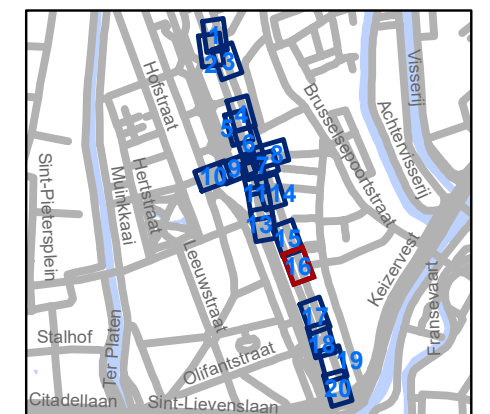 1
2
3
Hofstraat
Visserij
4
5
Brusselsepoortstraat
Achtervisserij
6
7
8
9
10
Sint-Pietersplein
Muinkkaai
Hertstraat
11
14
13
15
16
Leeuwstraat
Keizervest
Fransevaart
17
18
19
20
Stalhof
Ter Platen
Olifantstraat
Citadellaan
Sint-Lievenslaan